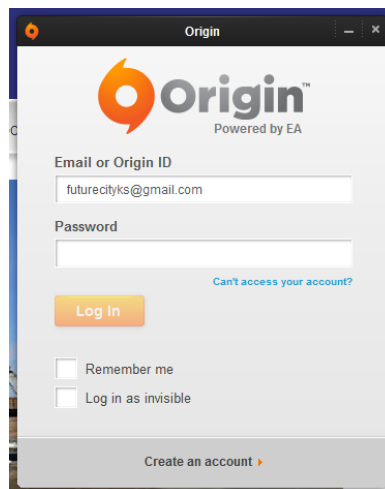 Origin
Origin™
Powered by EA
Email or Origin ID
futurecityks@gmail.com
Password
Can't access your account?
Log In
Remember me
Log in as invisible
Create an account